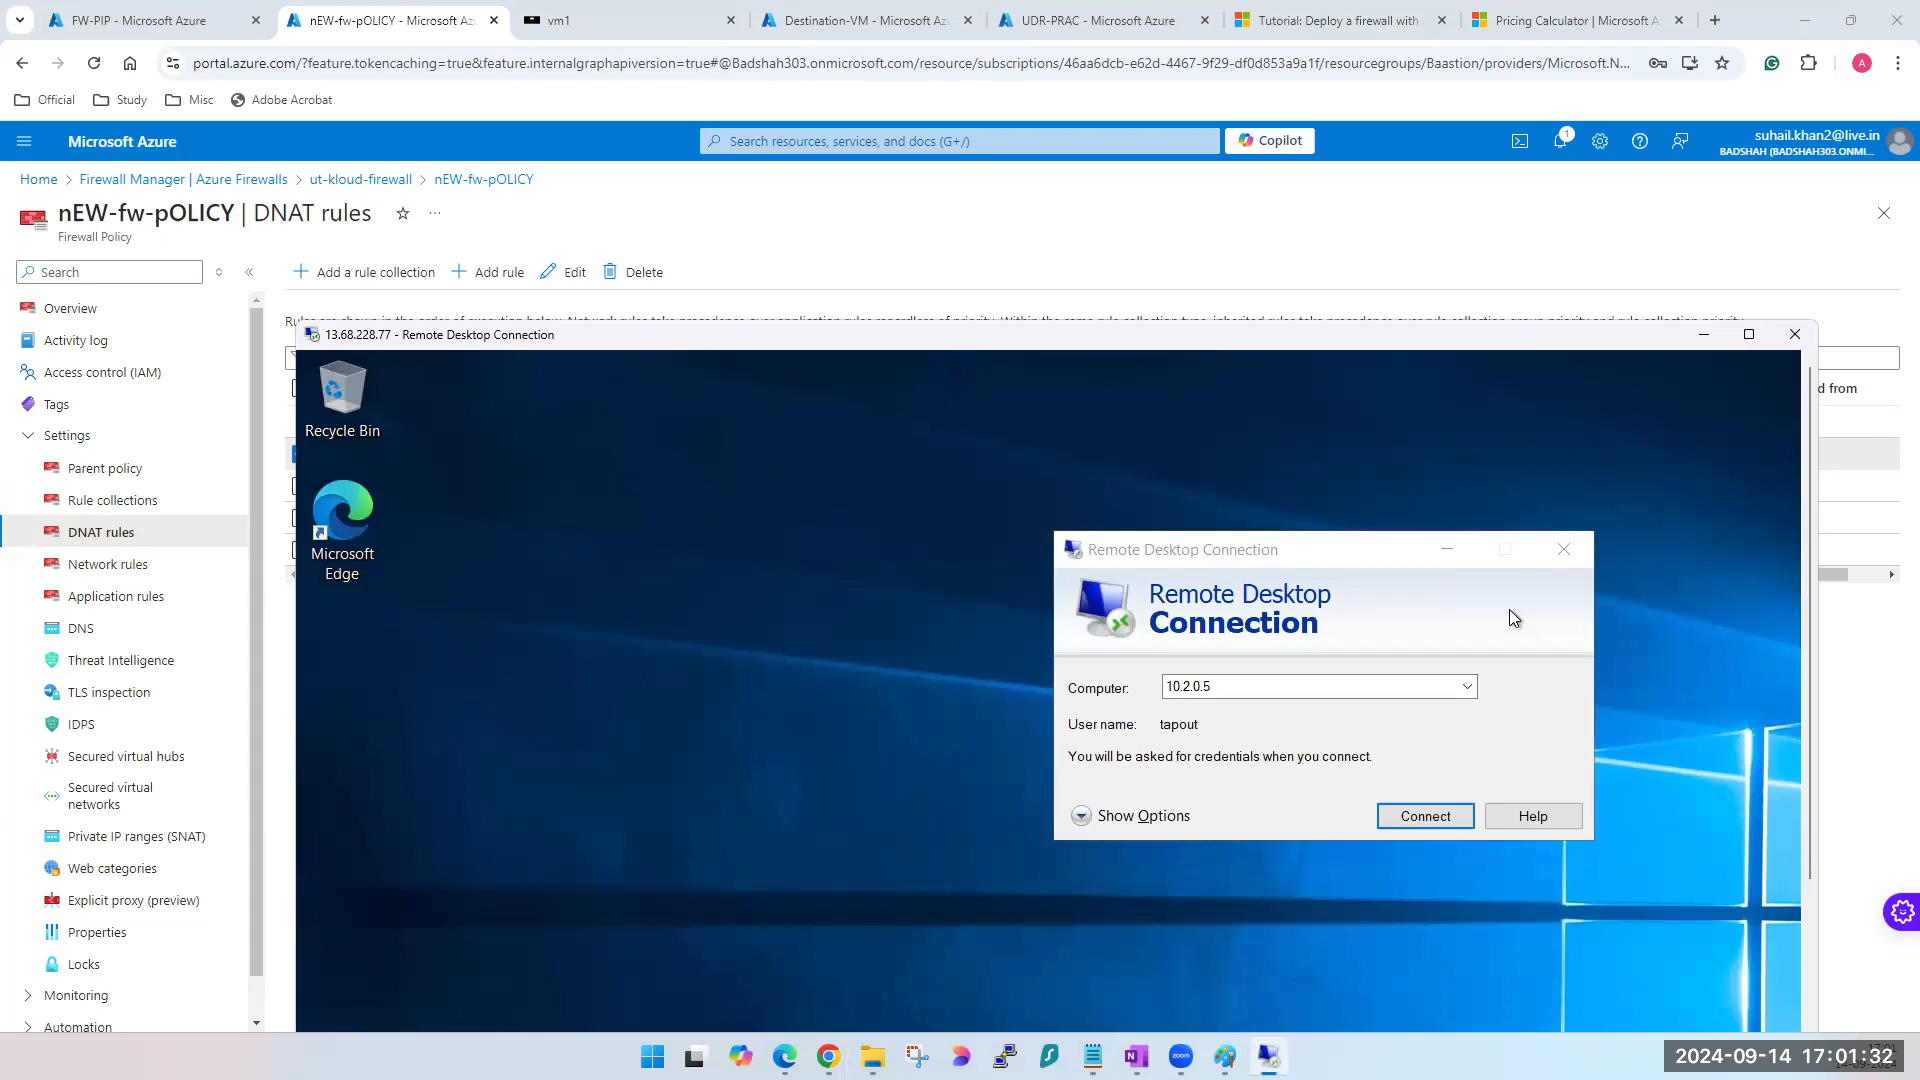 FW-PIP - Microsoft Azure
nEW-fw-pOLICY - Microsoft Az
vm1
Destination-VM - Microsoft Az
UDR-PRAC - Microsoft Azure
Tutorial: Deploy a firewall with
Pricing Calculator | Microsoft A
portal.azure.com/?feature.tokencaching=true&feature.internalgraphapiversion=true#@Badshah303.onmicrosoft.com/resource/subscriptions/46aa6dcb-e62d-4467-9f29-df0d853a9a1f/resourcegroups/Baastion/providers/Microsoft.N...
A
Official
Study
Misc
Adobe Acrobat
Microsoft Azure
Search resources, services, and docs (G+/)
Copilot
1
suhail.khan2@live.in
BADSHAH (BADSHAH303.ONMI...
Home > Firewall Manager | Azure Firewalls > ut-kloud-firewall > nEW-fw-pOLICY
nEW-fw-pOLICY | DNAT rules
Firewall Policy
Search
Add a rule collection
Add rule
Edit
Delete
Overview
Activity log
Access control (IAM)
Tags
Settings
Parent policy
Rule collections
DNAT rules
Network rules
Application rules
DNS
Threat Intelligence
TLS inspection
IDPS
Secured virtual hubs
Secured virtual
networks
Private IP ranges (SNAT)
Web categories
Explicit proxy (preview)
Properties
Locks
Monitoring
Automation
d from
13.68.228.77 - Remote Desktop Connection
Recycle Bin
Microsoft
Edge
Remote Desktop Connection
Remote Desktop
Connection
Computer:
10.2.0.5
User name:
tapout
You will be asked for credentials when you connect.
Show Options
Connect
Help
zoom
2024-09-14 17:01:32